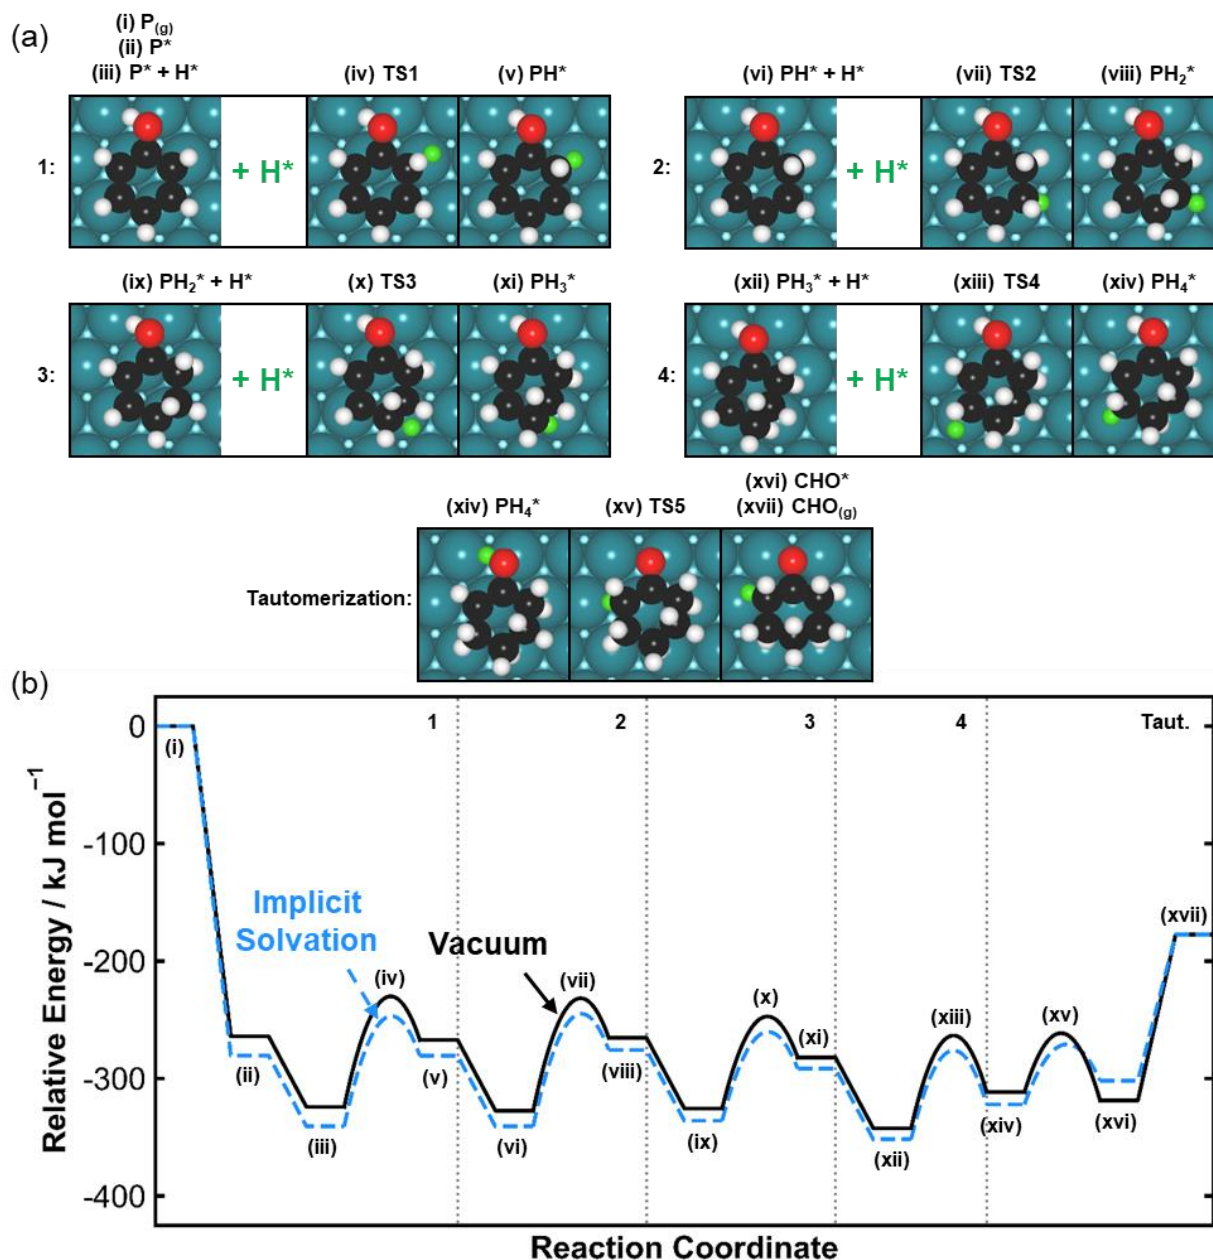 (a)
(i) P(g)
(ii) P*
(iii) P* + H*
(iv) TS1
(v) PH*
(vi) PH* + H*
(vii) TS2
(viii) PH₂*
1:
+ H*
2:
+ H*
(ix) PH₂* + H*
(x) TS3
(xi) PH₃*
(xii) PH₃* + H*
(xiii) TS4
(xiv) PH₄*
3:
+ H*
4:
+ H*
(xiv) PH₄*
(xv) TS5
(xvi) CHO*
(xvii) CHO(g)
Tautomerization:
(b)
Relative Energy / kJ mol⁻¹
0
-100
-200
-300
-400
1
2
3
4
Taut.
(i)
Implicit
Solvation
Vacuum
(ii)
(iii)
(iv)
(v)
(vi)
(vii)
(viii)
(ix)
(x)
(xi)
(xii)
(xiii)
(xiv)
(xv)
(xvi)
(xvii)
Reaction Coordinate